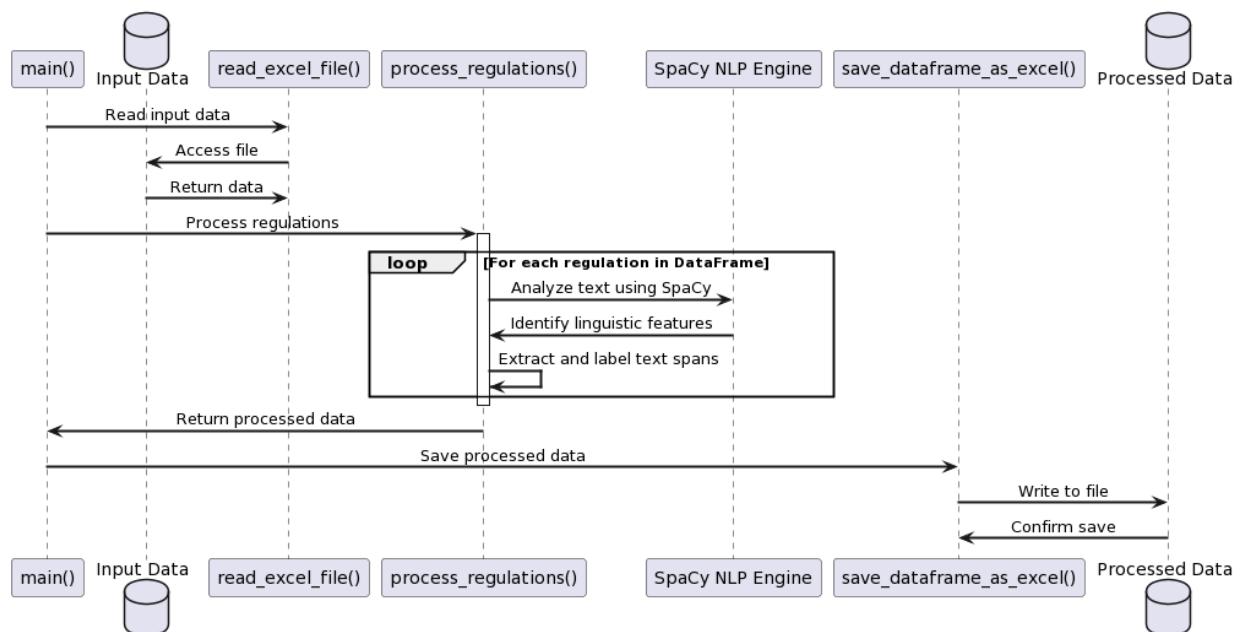 main()
Input Data
read_excel_file()
process_regulations()
SpaCy NLP Engine
save_dataframe_as_excel()
Processed Data
Read input data
Access file
Return data
Process regulations
loop [For each regulation in DataFrame]
Analyze text using SpaCy
Identify linguistic features
Extract and label text spans
Return processed data
Save processed data
Write to file
Confirm save
main()
Input Data
read_excel_file()
process_regulations()
SpaCy NLP Engine
save_dataframe_as_excel()
Processed Data